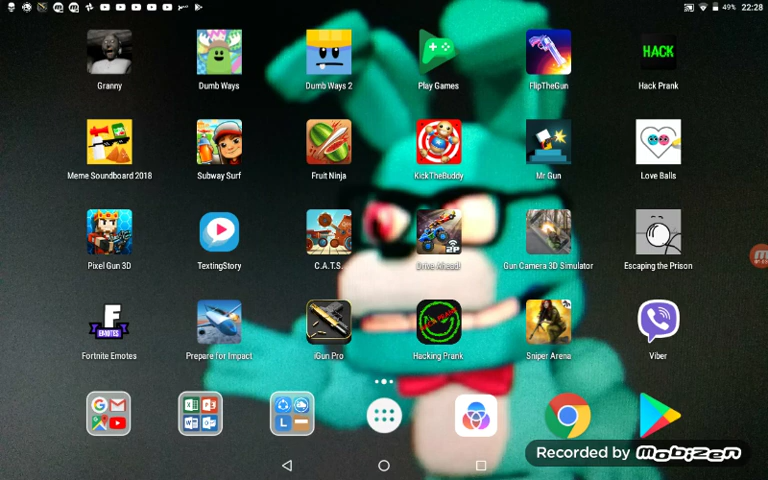 49% 22:28
Granny Dumb Ways Dumb Ways 2 Play Games FlipTheGun Hack Prank
HACK
Meme Soundboard 2018 Subway Surf Fruit Ninja KickTheBuddy Mr Gun Love Balls
2P
Pixel Gun 3D TextingStory C.A.T.S. Drive Ahead! Gun Camera 3D Simulator Escaping the Prison
F
EMOTES
Fortnite Emotes Prepare for Impact iGun Pro Hacking Prank Sniper Arena Viber
Recorded by Mobizen